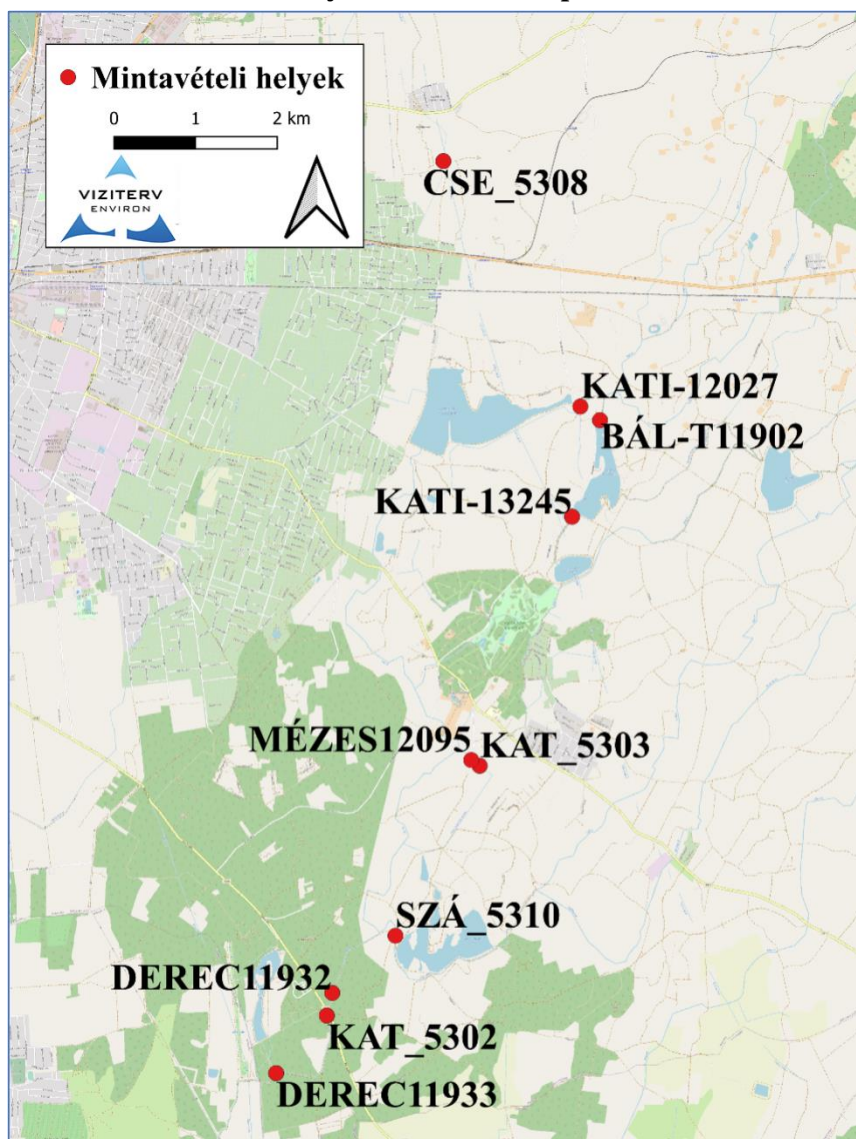 Mintavételi helyek
0 1 2 km
VIZITERV
ENVIRON
CSE_5308
KATI-12027
BÁL-T11902
KATI-13245
MÉZES12095
KAT_5303
SZÁ_5310
DEREC11932
KAT_5302
DEREC11933